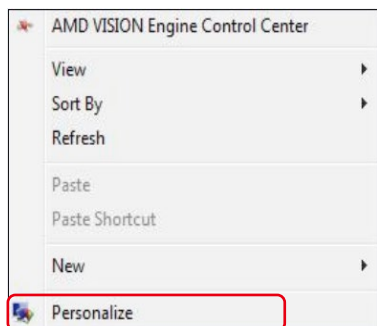 AMD VISION Engine Control Center
View
Sort By
Refresh
Paste
Paste Shortcut
New
Personalize